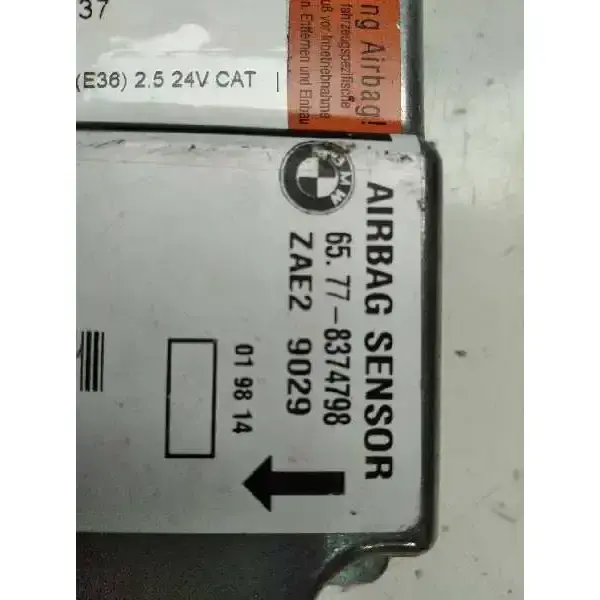 37
(E36) 2.5 24V CAT |
ng Airbag!
fahrzeugspezifische
vor Inbetriebnahme
n. Entfernen und Einbau
BMW
AIRBAG SENSOR
65.77-8374798
ZAE2 9029
01 98 14